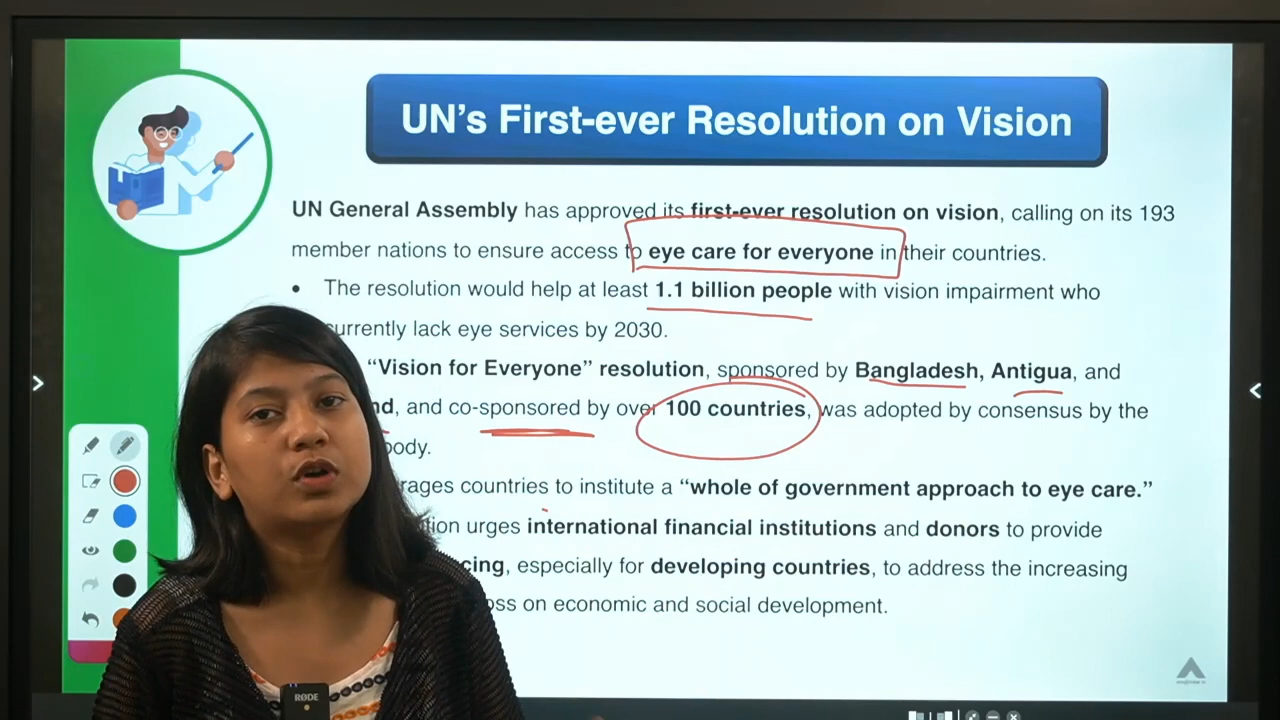 UN's First-ever Resolution on Vision
UN General Assembly has approved its first-ever resolution on vision, calling on its 193
member nations to ensure access to eye care for everyone in their countries.
• The resolution would help at least 1.1 billion people with vision impairment who
currently lack eye services by 2030.
“Vision for Everyone” resolution, sponsored by Bangladesh, Antigua, and
nd, and co-sponsored by over 100 countries, was adopted by consensus by the
body.
rages countries to institute a “whole of government approach to eye care.”
tion urges international financial institutions and donors to provide
cing, especially for developing countries, to address the increasing
oss on economic and social development.
RØDE